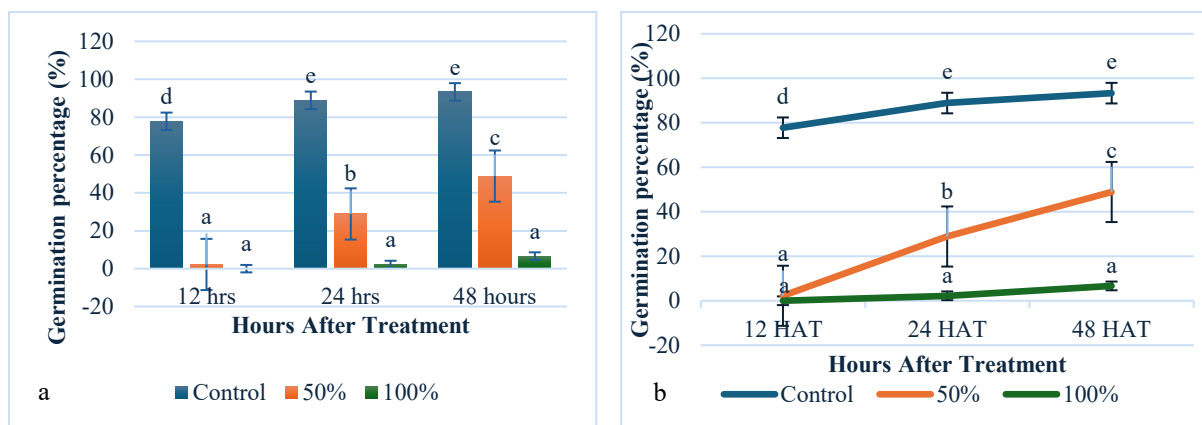 Germination percentage (%)
120
100
80
60
40
20
0
-20
d
a
a
e
b
a
e
c
a
12 hrs
24 hrs
48 hours
Hours After Treatment
a
Control
50%
100%
Germination percentage (%)
120
100
80
60
40
20
0
-20
d
a
a
e
b
a
e
c
a
12 HAT
24 HAT
48 HAT
Hours After Treatment
b
Control
50%
100%